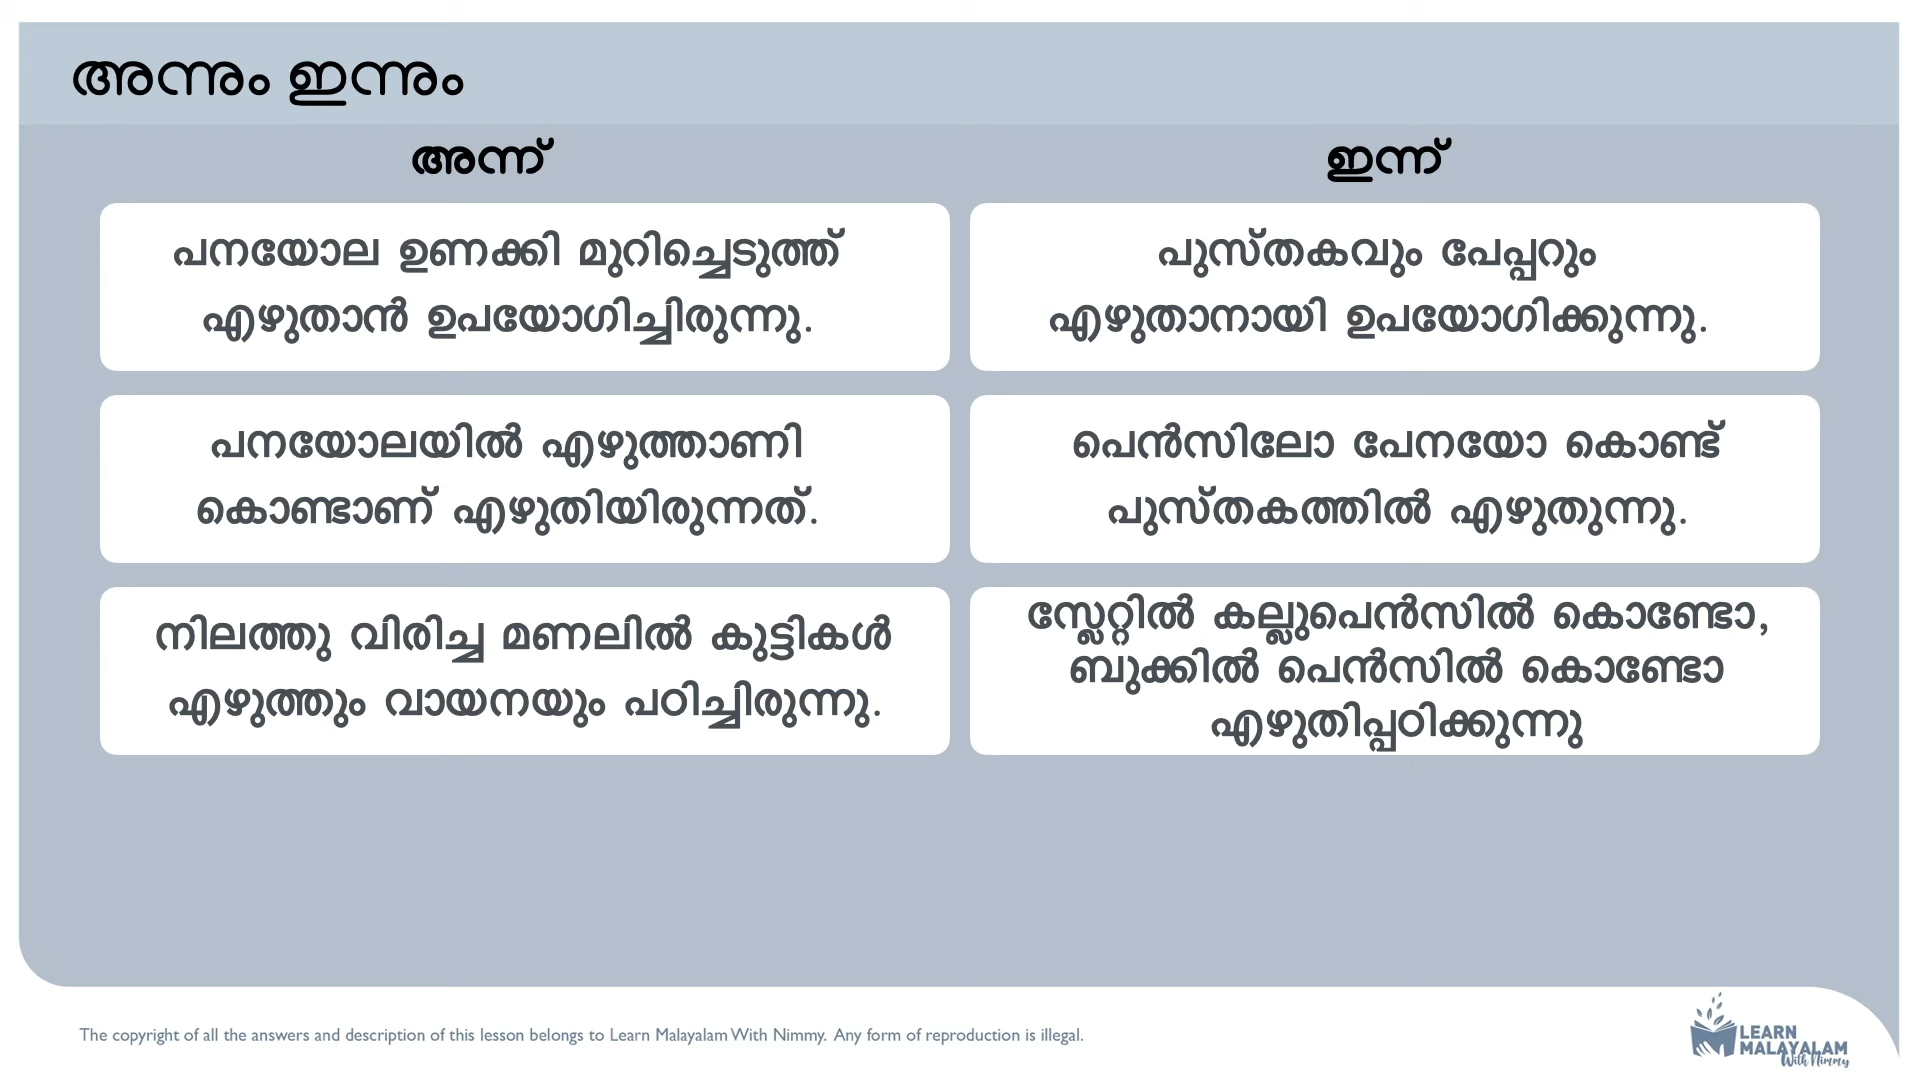 അന്നും ഇന്നും
അന്ന്
ഇന്ന്
പനയോല ഉണക്കി മുറിച്ചെടുത്ത്
എഴുതാൻ ഉപയോഗിച്ചിരുന്നു.
പുസ്തകവും പേപ്പറും
എഴുതാനായി ഉപയോഗിക്കുന്നു.
പനയോലയിൽ എഴുത്താണി
കൊണ്ടാണ് എഴുതിയിരുന്നത്.
പെൻസിലോ പേനയോ കൊണ്ട്
പുസ്തകത്തിൽ എഴുതുന്നു.
നിലത്തു വിരിച്ച മണലിൽ കുട്ടികൾ
എഴുത്തും വായനയും പഠിച്ചിരുന്നു.
സ്ലേറ്റിൽ കല്ലുപെൻസിൽ കൊണ്ടോ,
ബുക്കിൽ പെൻസിൽ കൊണ്ടോ
എഴുതിപ്പഠിക്കുന്നു
The copyright of all the answers and description of this lesson belongs to Learn Malayalam With Nimmy. Any form of reproduction is illegal.
LEARN
MALAYALAM
With Nimmy